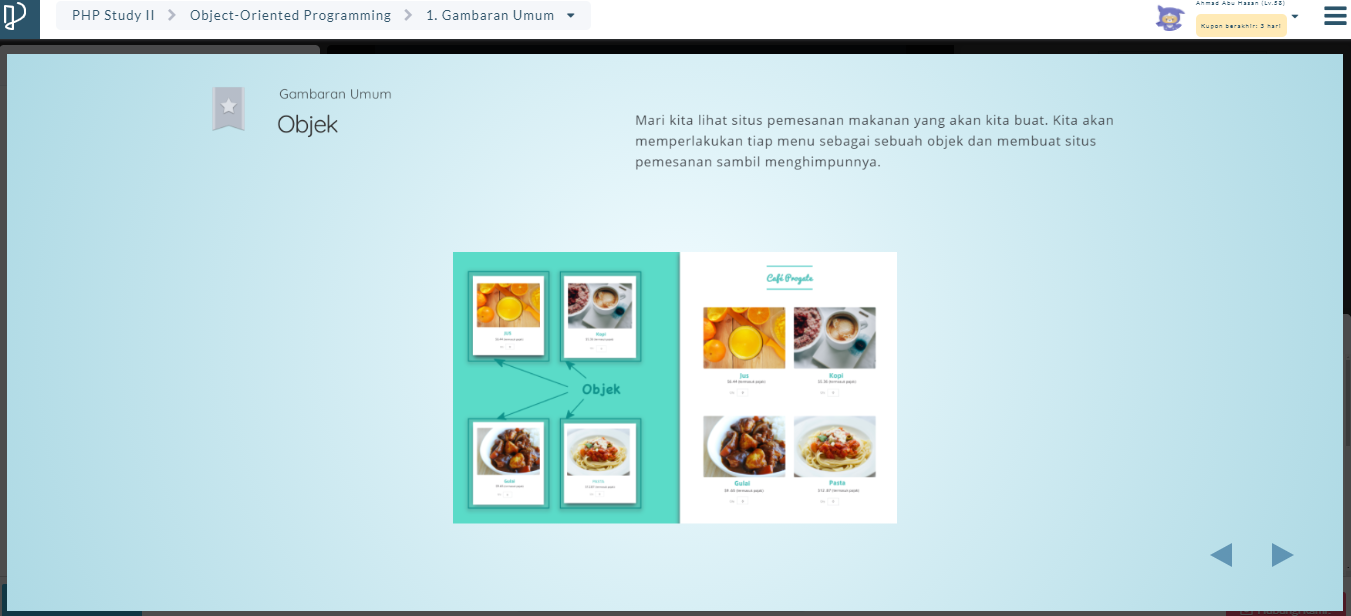 PHP Study II
Object-Oriented Programming
1. Gambaran Umum
Ahmad Abu Hasan (Lv.58)
Kupon berakhir: 3 hari
Gambaran Umum
Objek
Mari kita lihat situs pemesanan makanan yang akan kita buat. Kita akan
memperlakukan tiap menu sebagai sebuah objek dan membuat situs
pemesanan sambil menghimpunnya.
Jus
Kopi
Objek
Gulai
Pasta
Café Progate
Jus
Kopi
Gulai
Pasta